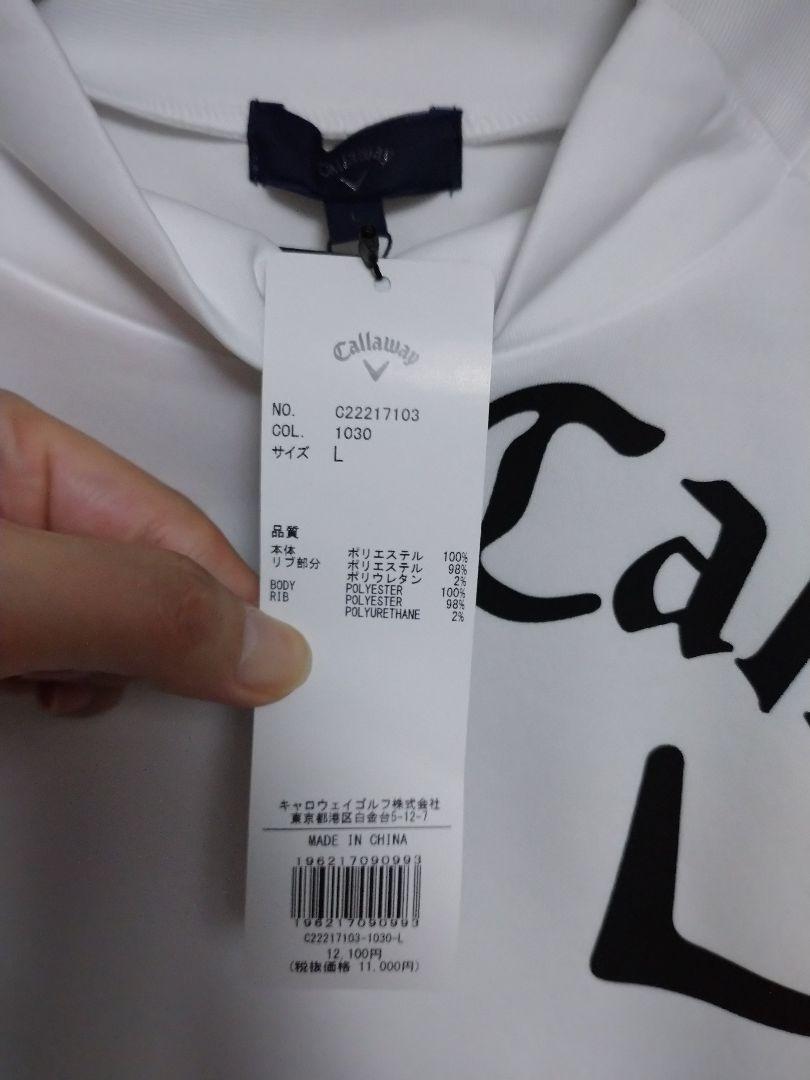 Callaway
L
Callaway
NO. C22217103
COL. 1030
サイズ L
品質
本体 ポリエステル 100%
リブ部分 ポリエステル 98%
ポリウレタン 2%
BODY POLYESTER 100%
RIB POLYESTER 98%
POLYURETHANE 2%
キャロウェイゴルフ株式会社
東京都港区白金台5-12-7
MADE IN CHINA
196217090993
196217090993
C22217103-1030-L
12,100円
(税抜価格 11,000円)
Cal